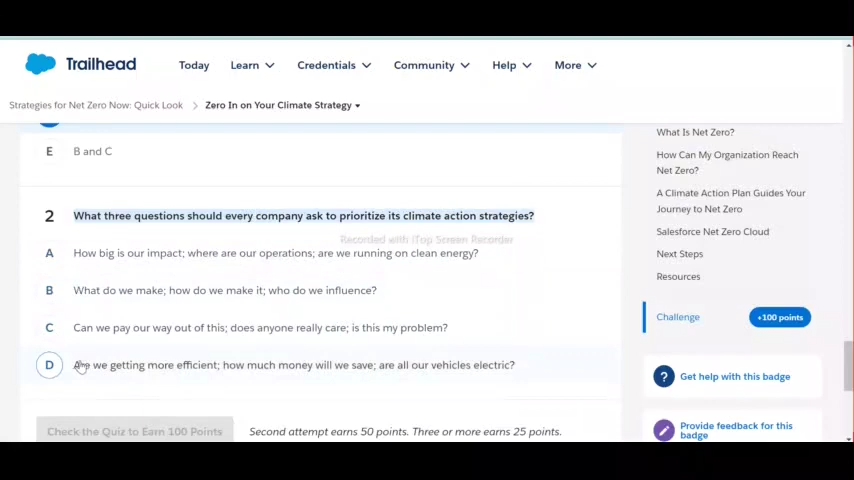 Trailhead Today Learn Credentials Community Help More
Strategies for Net Zero Now: Quick Look Zero In on Your Climate Strategy
E B and C
2 What three questions should every company ask to prioritize its climate action strategies?
Recorded with iTop Screen Recorder
A How big is our impact; where are our operations; are we running on clean energy?
B What do we make; how do we make it; who do we influence?
C Can we pay our way out of this; does anyone really care; is this my problem?
D Are we getting more efficient; how much money will we save; are all our vehicles electric?
Check the Quiz to Earn 100 Points Second attempt earns 50 points. Three or more earns 25 points.
What Is Net Zero?
How Can My Organization Reach
Net Zero?
A Climate Action Plan Guides Your
Journey to Net Zero
Salesforce Net Zero Cloud
Next Steps
Resources
Challenge +100 points
? Get help with this badge
Provide feedback for this
badge